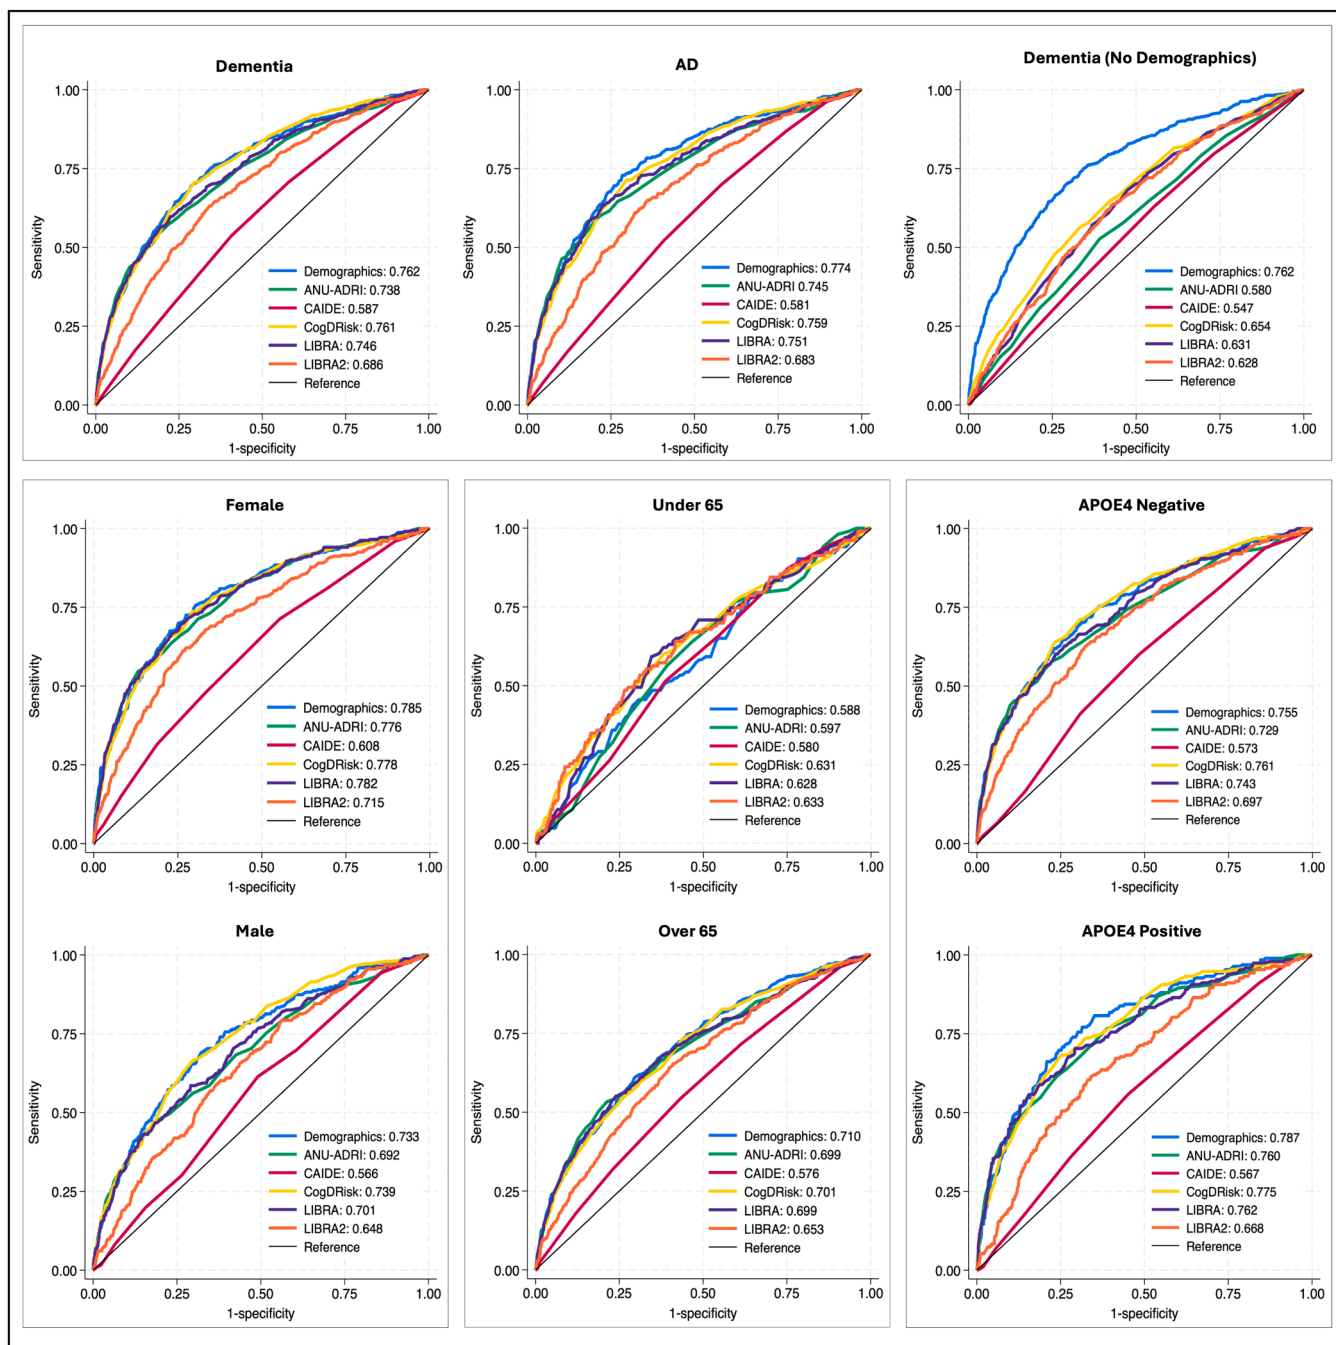 Dementia
1.00
0.75
0.50
0.25
0.00
Sensitivity
Demographics: 0.762
ANU-ADRI: 0.738
CAIDE: 0.587
CogDRisk: 0.761
LIBRA: 0.746
LIBRA2: 0.686
Reference
0.00 0.25 0.50 0.75 1.00
1-specificity
AD
1.00
0.75
0.50
0.25
0.00
Sensitivity
Demographics: 0.774
ANU-ADRI 0.745
CAIDE: 0.581
CogDRisk: 0.759
LIBRA: 0.751
LIBRA2: 0.683
Reference
0.00 0.25 0.50 0.75 1.00
1-specificity
Dementia (No Demographics)
1.00
0.75
0.50
0.25
0.00
Sensitivity
Demographics: 0.762
ANU-ADRI 0.580
CAIDE: 0.547
CogDRisk: 0.654
LIBRA: 0.631
LIBRA2: 0.628
Reference
0.00 0.25 0.50 0.75 1.00
1-specificity
Female
1.00
0.75
0.50
0.25
0.00
Sensitivity
Demographics: 0.785
ANU-ADRI: 0.776
CAIDE: 0.608
CogDRisk: 0.778
LIBRA: 0.782
LIBRA2: 0.715
Reference
0.00 0.25 0.50 0.75 1.00
1-specificity
Under 65
1.00
0.75
0.50
0.25
0.00
Sensitivity
Demographics: 0.588
ANU-ADRI: 0.597
CAIDE: 0.580
CogDRisk: 0.631
LIBRA: 0.628
LIBRA2: 0.633
Reference
0.00 0.25 0.50 0.75 1.00
1-specificity
APOE4 Negative
1.00
0.75
0.50
0.25
0.00
Sensitivity
Demographics: 0.755
ANU-ADRI: 0.729
CAIDE: 0.573
CogDRisk: 0.761
LIBRA: 0.743
LIBRA2: 0.697
Reference
0.00 0.25 0.50 0.75 1.00
1-specificity
Male
1.00
0.75
0.50
0.25
0.00
Sensitivity
Demographics: 0.733
ANU-ADRI: 0.692
CAIDE: 0.566
CogDRisk: 0.739
LIBRA: 0.701
LIBRA2: 0.648
Reference
0.00 0.25 0.50 0.75 1.00
1-specificity
Over 65
1.00
0.75
0.50
0.25
0.00
Sensitivity
Demographics: 0.710
ANU-ADRI: 0.699
CAIDE: 0.576
CogDRisk: 0.701
LIBRA: 0.699
LIBRA2: 0.653
Reference
0.00 0.25 0.50 0.75 1.00
1-specificity
APOE4 Positive
1.00
0.75
0.50
0.25
0.00
Sensitivity
Demographics: 0.787
ANU-ADRI: 0.760
CAIDE: 0.567
CogDRisk: 0.775
LIBRA: 0.762
LIBRA2: 0.668
Reference
0.00 0.25 0.50 0.75 1.00
1-specificity